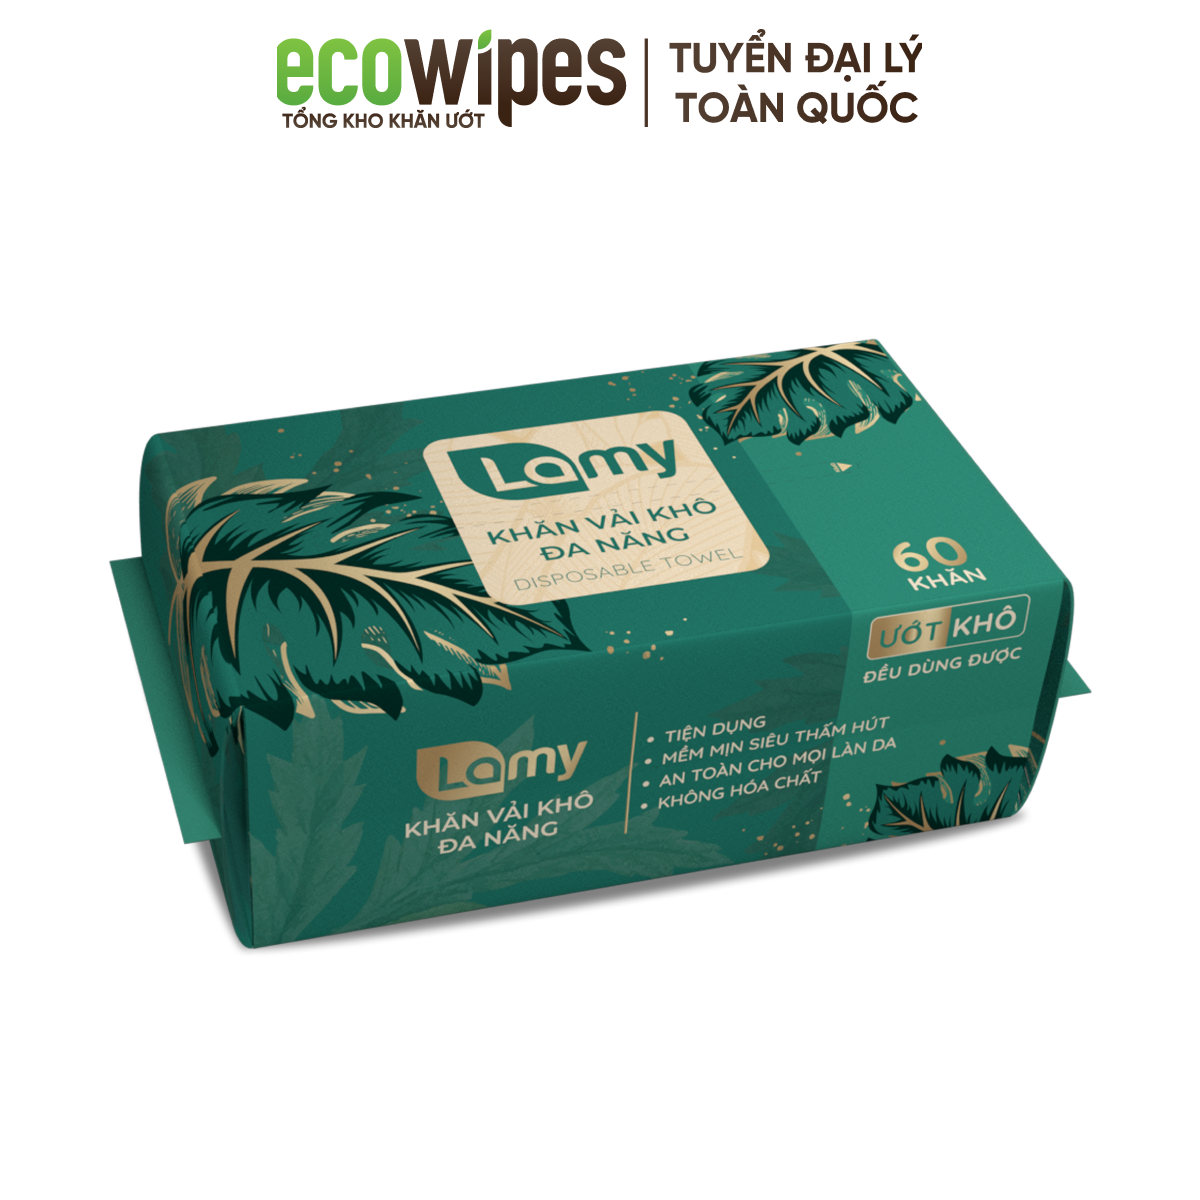 ecowipes
TỔNG KHO KHĂN ƯỚT
TUYỂN ĐẠI LÝ
TOÀN QUỐC
Lamy
KHĂN VẢI KHÔ
ĐA NĂNG
DISPOSABLE TOWEL
60
KHĂN
ƯỚT KHÔ
ĐỀU DÙNG ĐƯỢC
Lamy
KHĂN VẢI KHÔ
ĐA NĂNG
• TIỆN DỤNG
• MỀM MỊN SIÊU THẤM HÚT
• AN TOÀN CHO MỌI LÀN DA
• KHÔNG HÓA CHẤT